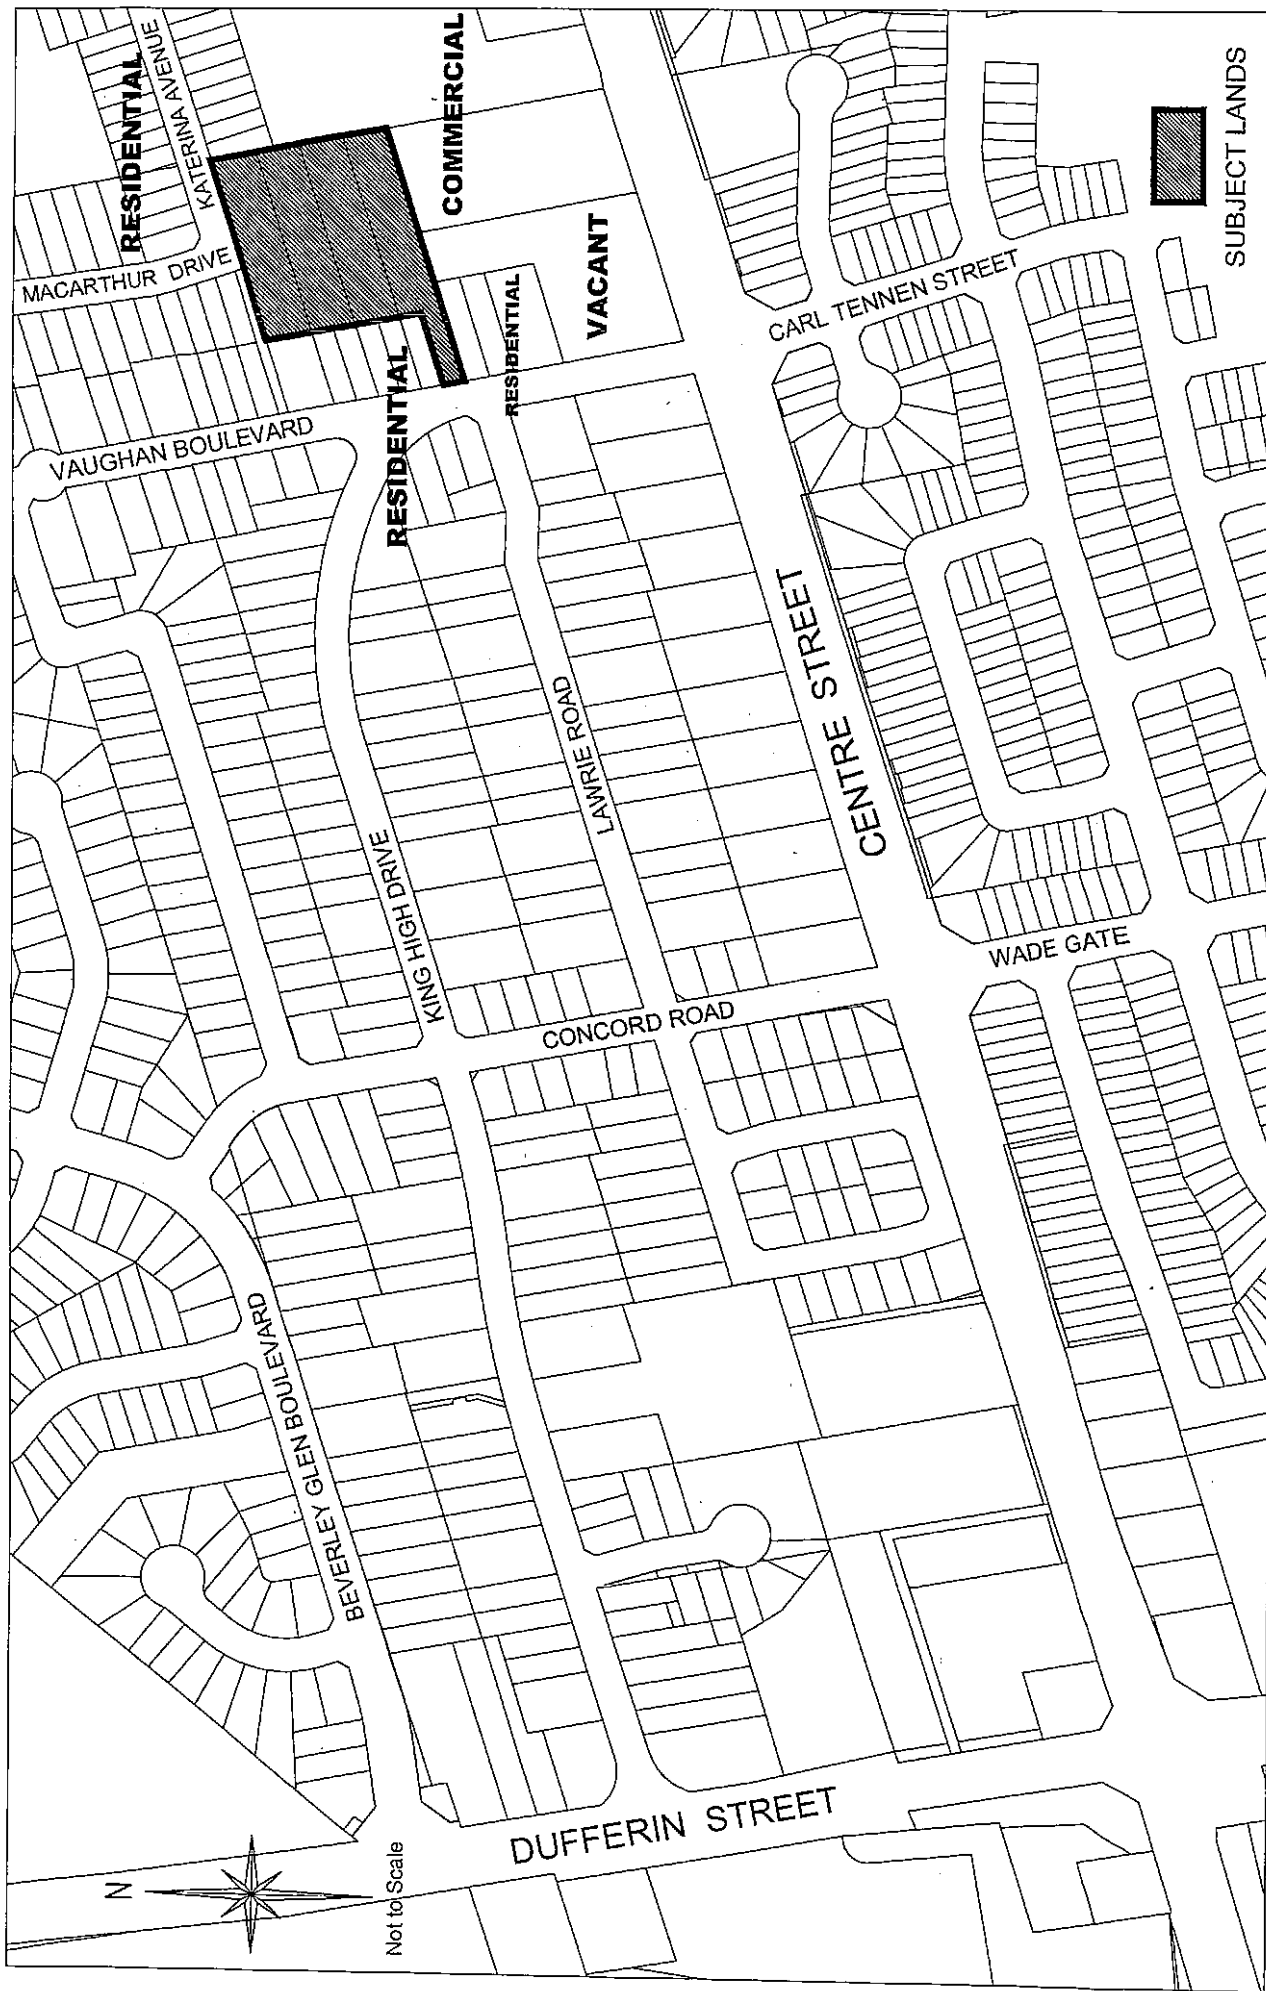 RESIDENTIAL
KATERINA AVENUE
MACARTHUR DRIVE
COMMERCIAL
VAUGHAN BOULEVARD
RESIDENTIAL
RESIDENTIAL
VACANT
CARL TENNEN STREET
SUBJECT LANDS
KING HIGH DRIVE
LAWRIE ROAD
CENTRE STREET
CONCORD ROAD
WADE GATE
BEVERLEY GLEN BOULEVARD
DUFFERIN STREET
N
Not to Scale